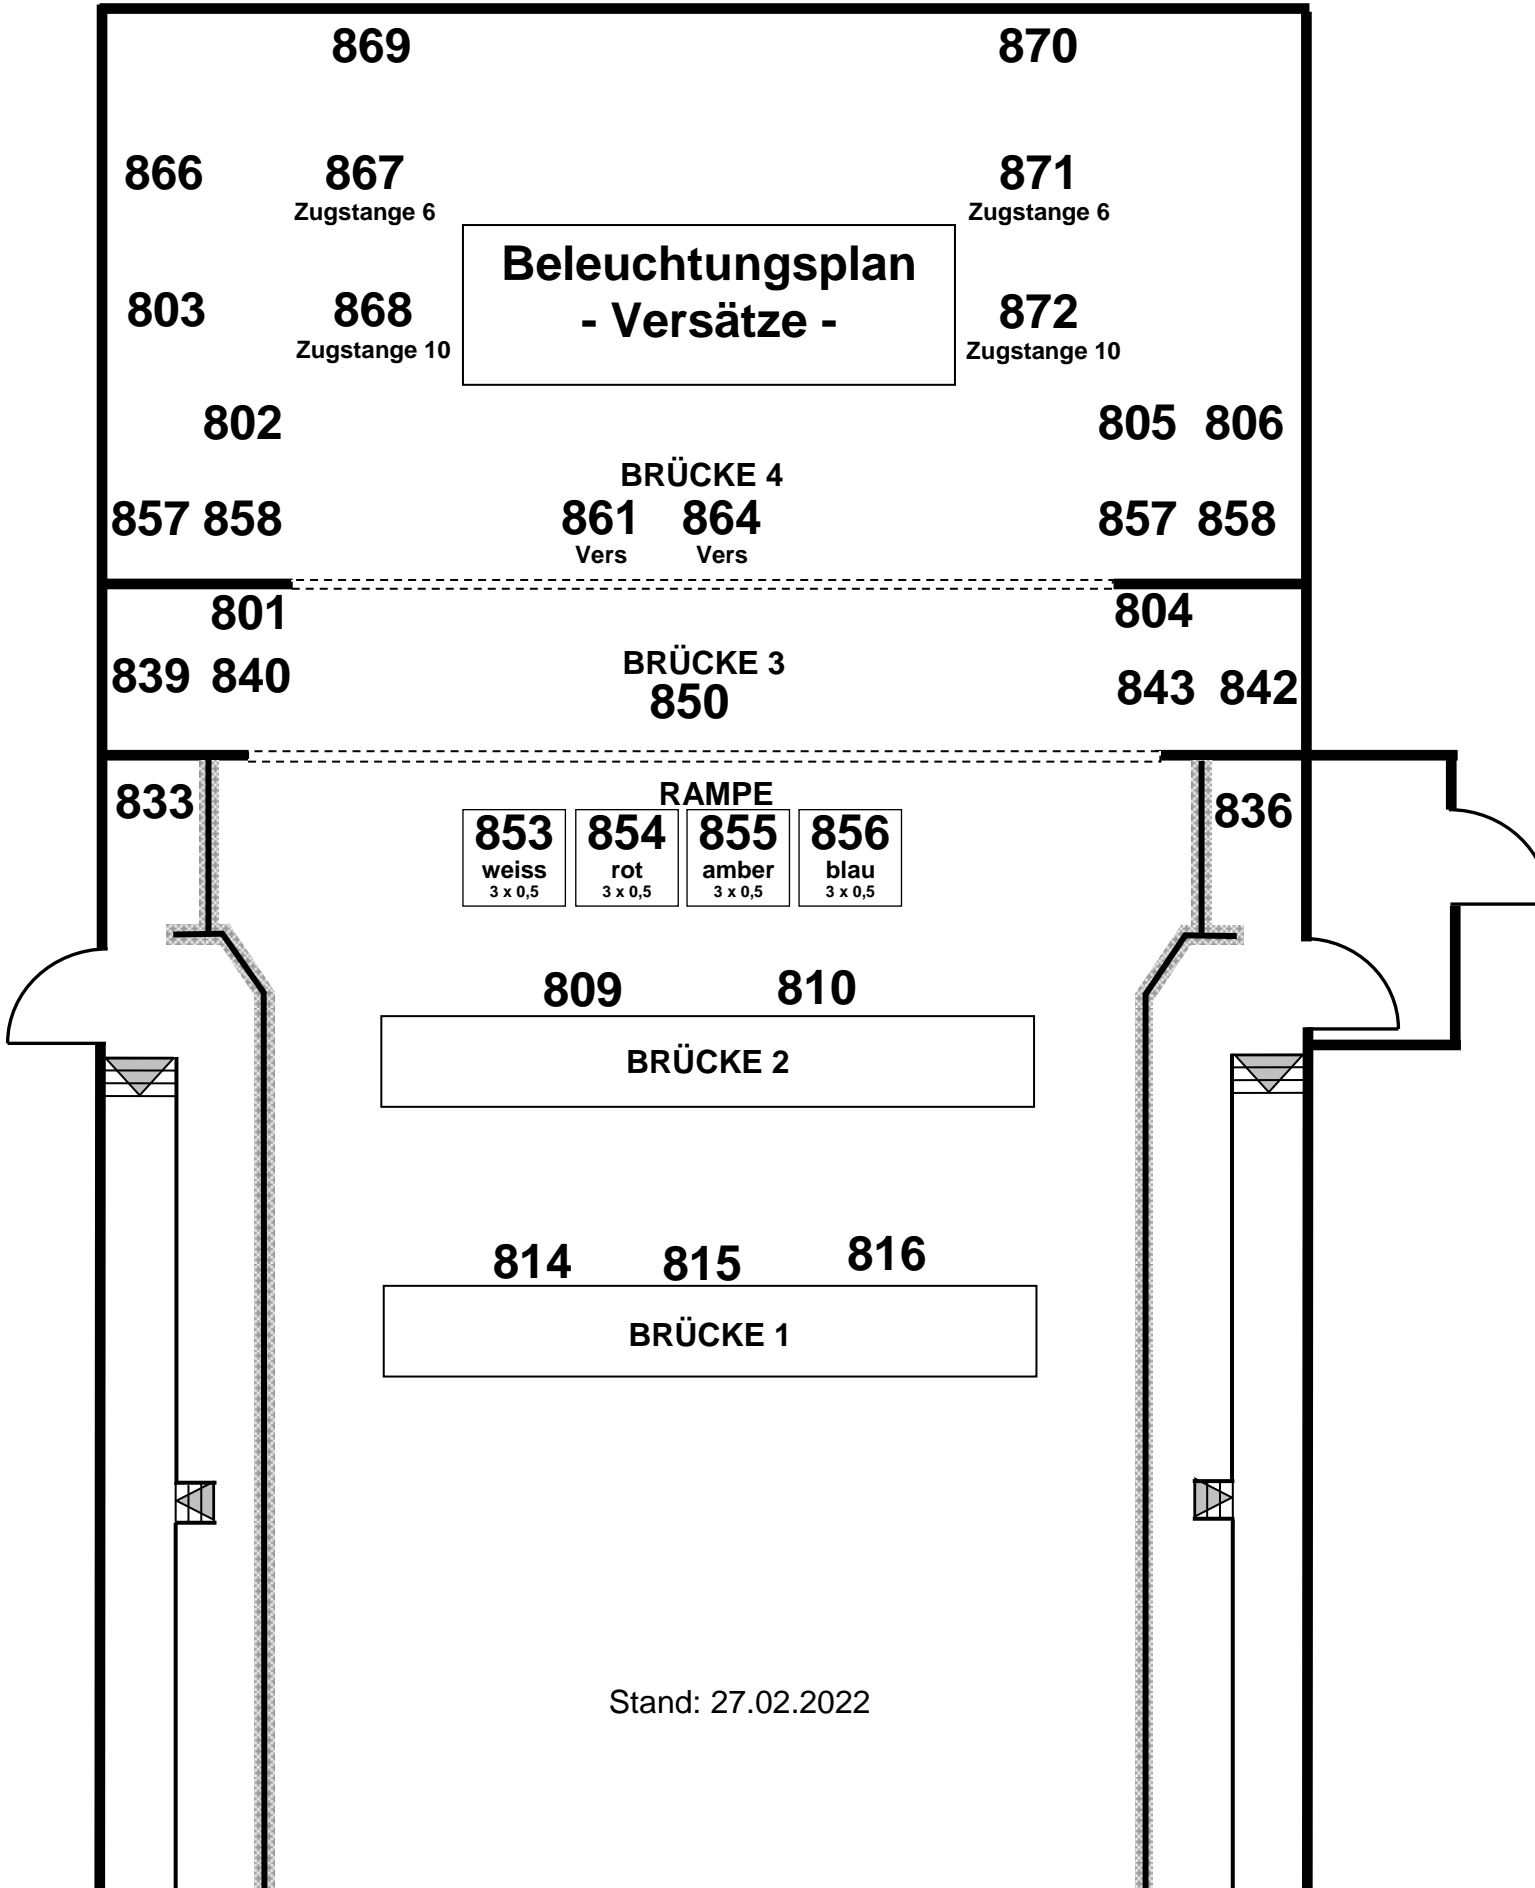 869 870
866 867 871
Zugstange 6 Zugstange 6
Beleuchtungsplan
- Versätze -
803 868 872
Zugstange 10 Zugstange 10
802 805 806
BRÜCKE 4
857 858 861 864 857 858
Vers Vers
801 804
BRÜCKE 3
839 840 850 843 842
RAMPE
833 836
853 854 855 856
weiss rot amber blau
3 x 0,5 3 x 0,5 3 x 0,5 3 x 0,5
809 810
BRÜCKE 2
814 815 816
BRÜCKE 1
Stand: 27.02.2022